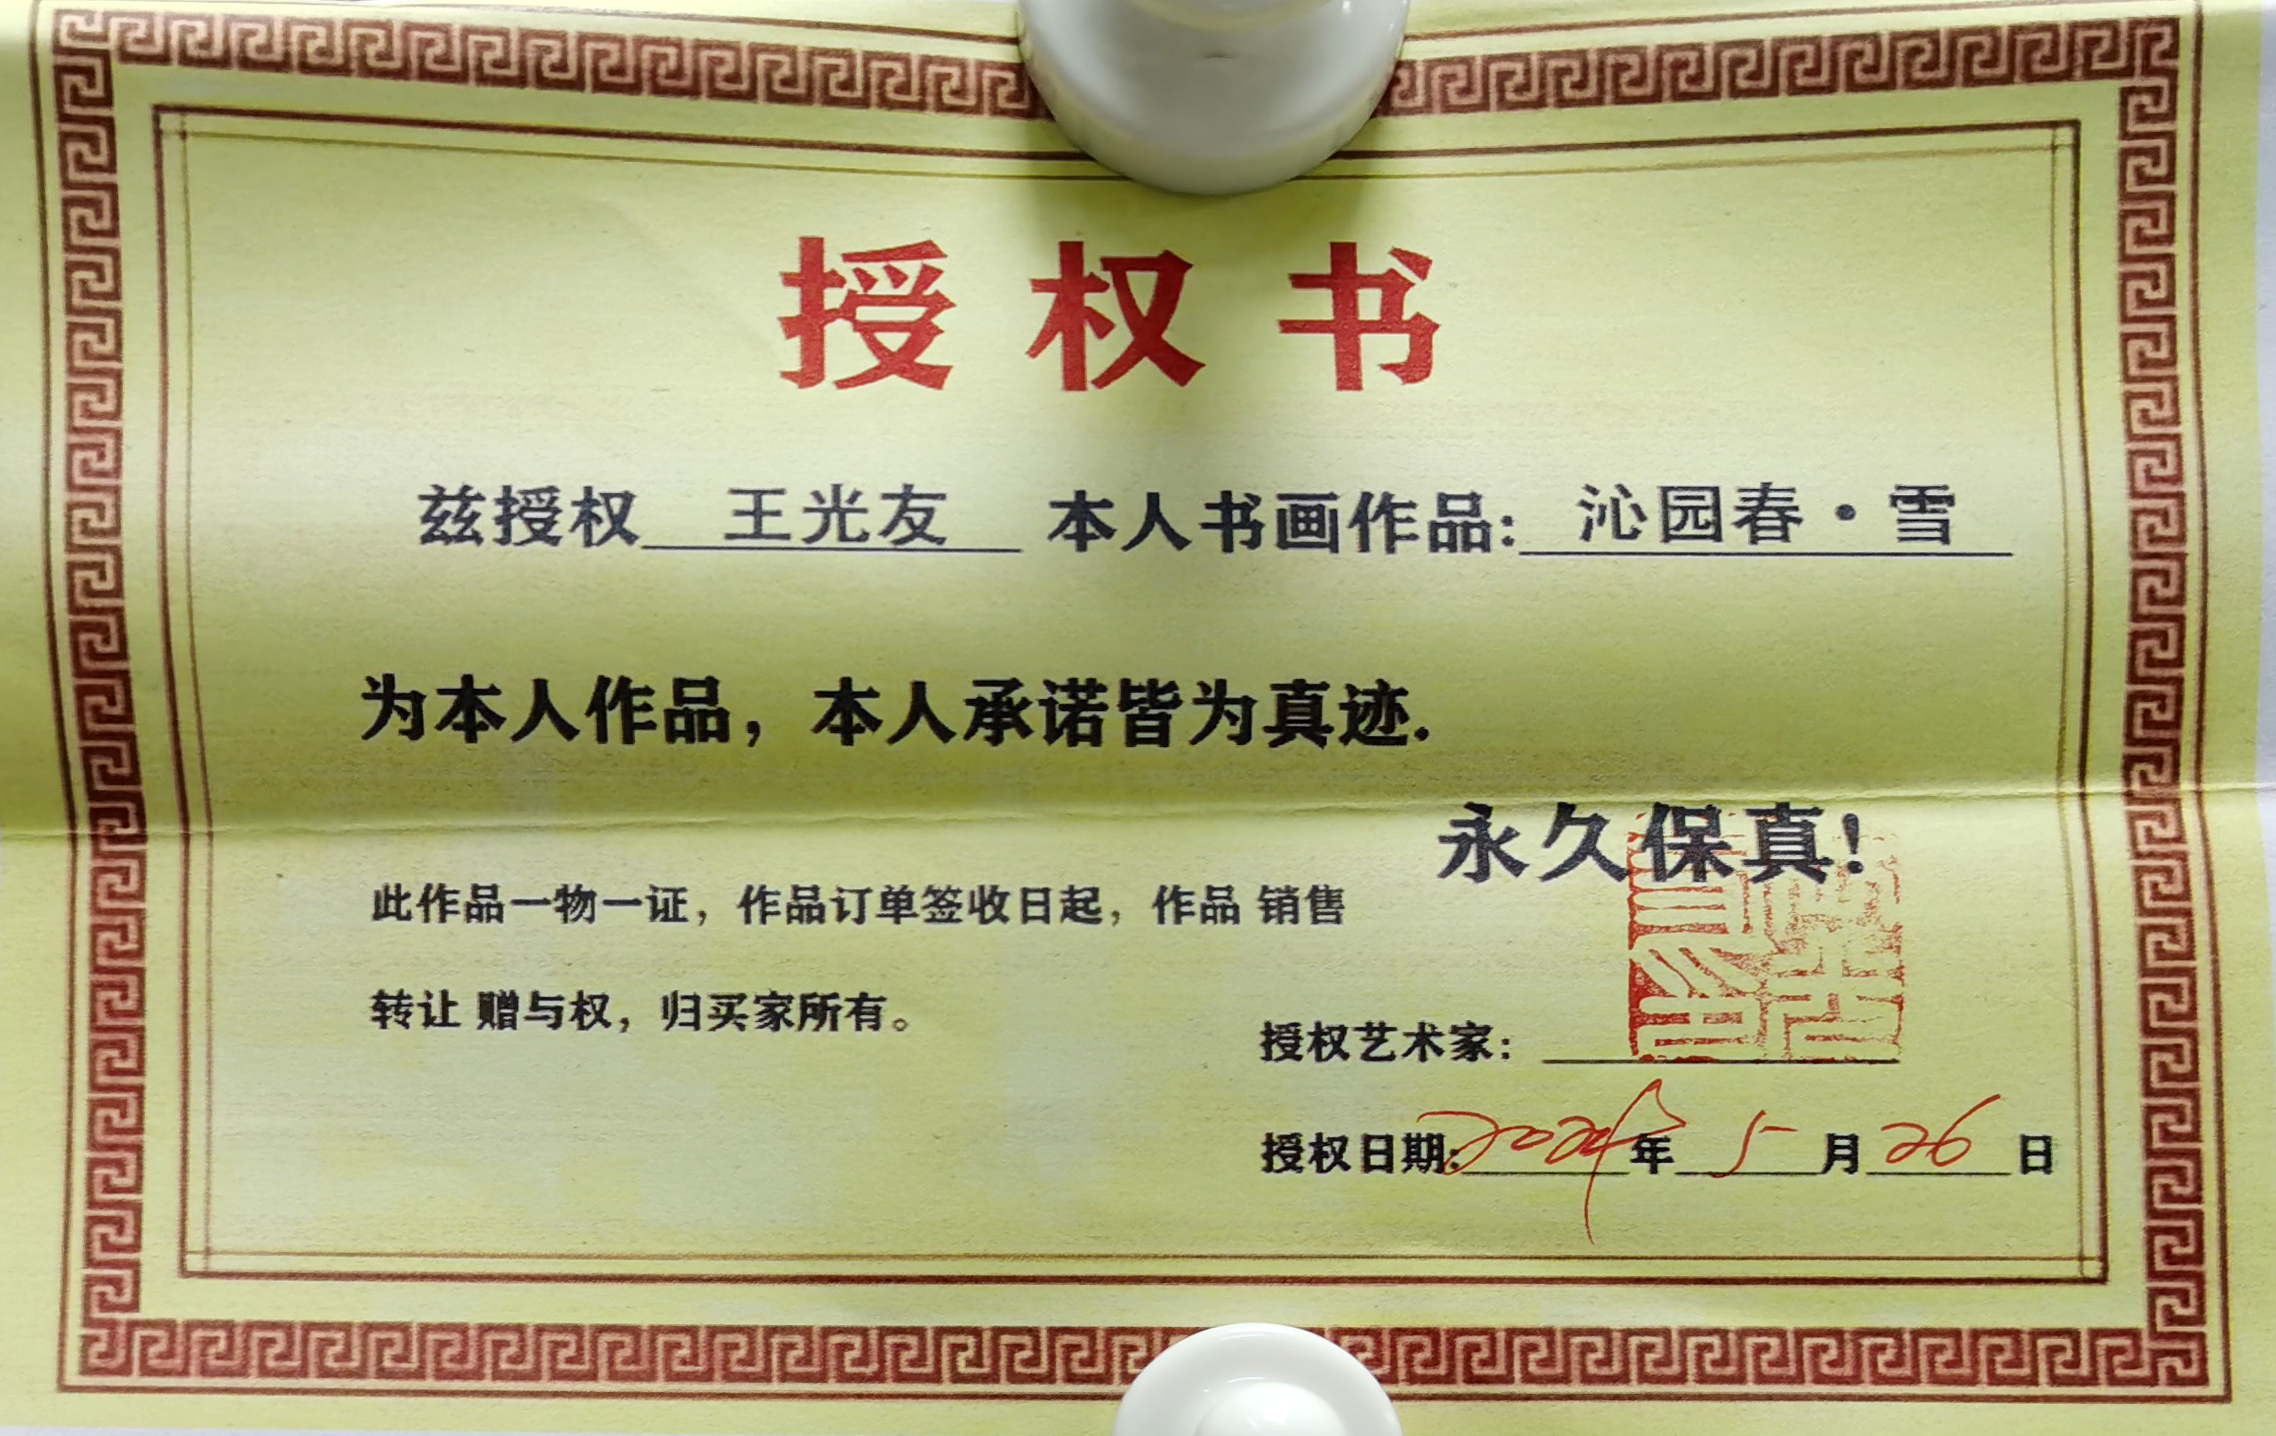 授权书
兹授权 王光友 本人书画作品: 沁园春·雪
为本人作品，本人承诺皆为真迹.
永久保真!
此作品一物一证，作品订单签收日起，作品 销售
转让 赠与权，归买家所有。
授权艺术家:
授权日期: 2024年 5 月 26 日